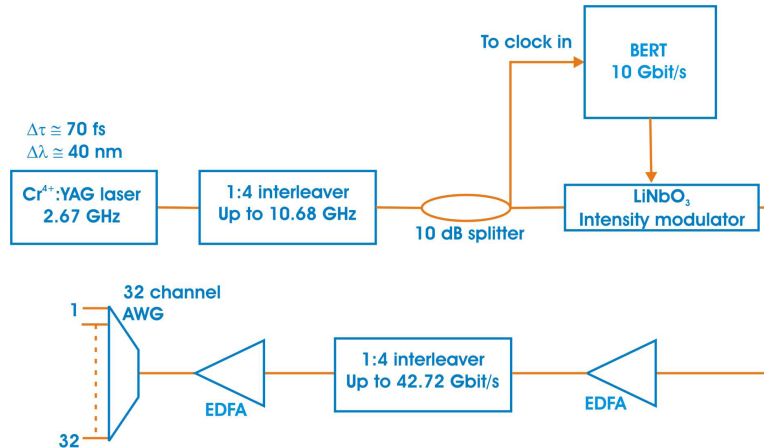 To clock in
BERT
10 Gbit/s
Δτ ≅ 70 fs
Δλ ≅ 40 nm
Cr⁴⁺:YAG laser
2.67 GHz
1:4 interleaver
Up to 10.68 GHz
10 dB splitter
LiNbO₃
Intensity modulator
32 channel
AWG
1
32
EDFA
1:4 interleaver
Up to 42.72 Gbit/s
EDFA